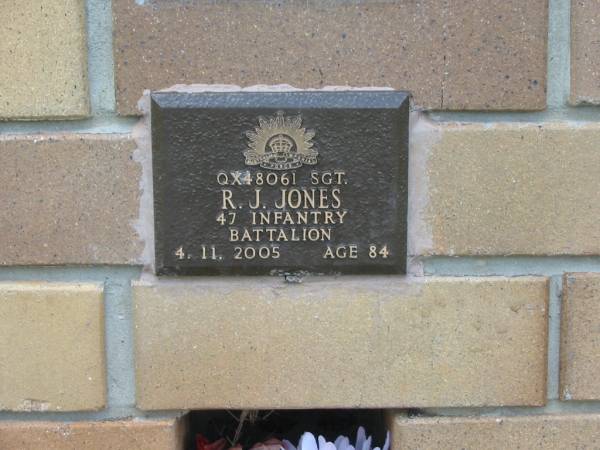 QX48061 SGT.
R. J. JONES
47 INFANTRY
BATTALION
4. 11. 2005 AGE 84